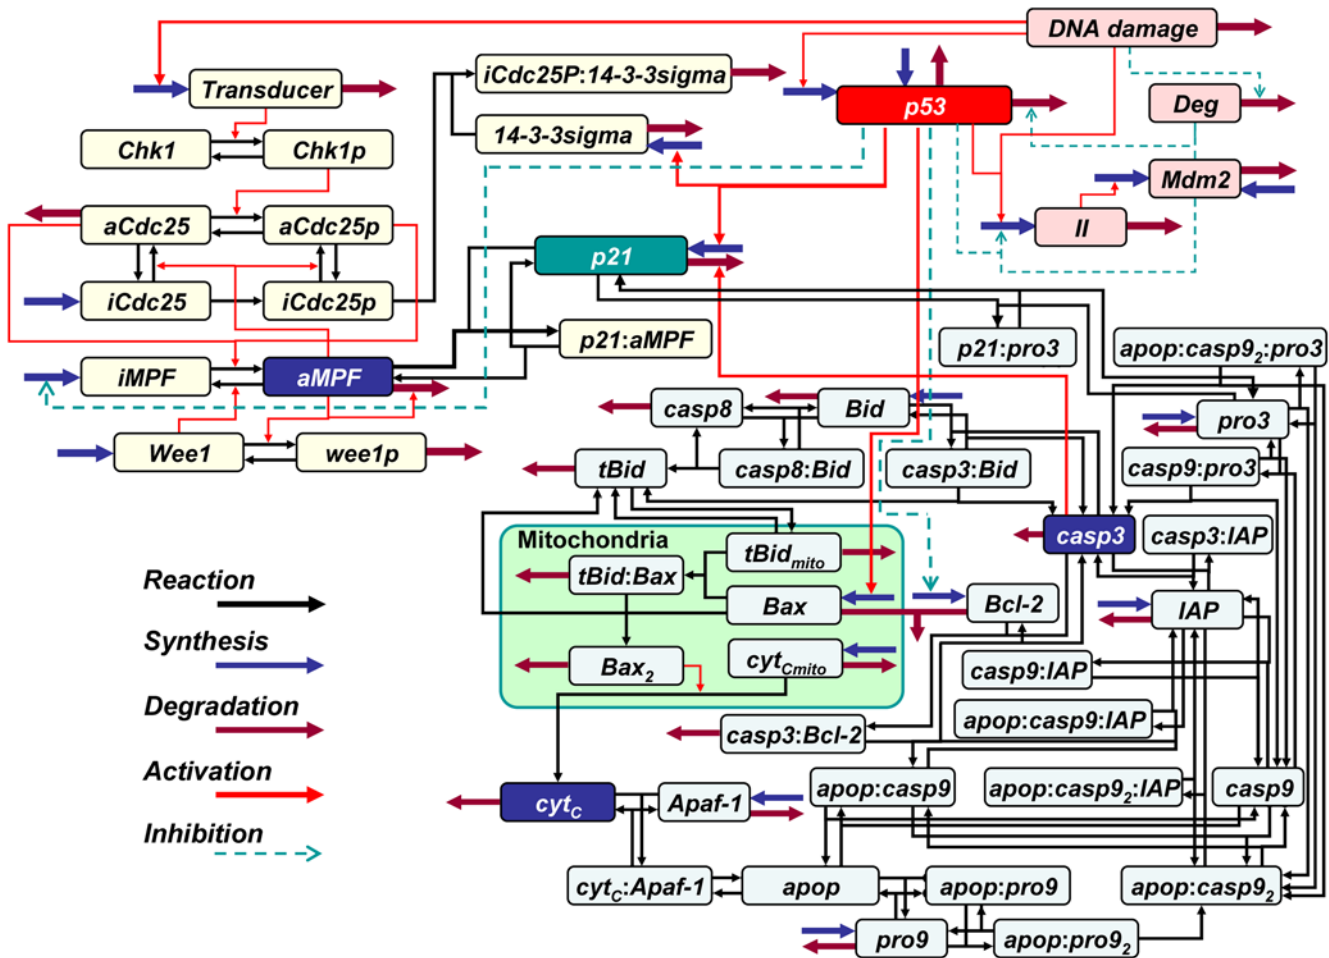 DNA damage
iCdc25P:14-3-3sigma
Transducer
p53
Deg
14-3-3sigma
Chk1
Chk1p
Mdm2
aCdc25
aCdc25p
II
p21
iCdc25
iCdc25p
p21:aMPF
p21:pro3
apop:casp9₂:pro3
iMPF
aMPF
casp8
Bid
pro3
Wee1
wee1p
tBid
casp8:Bid
casp3:Bid
casp9:pro3
Mitochondria
casp3
casp3:IAP
tBid_mito
tBid:Bax
Reaction
Bax
Bcl-2
IAP
Synthesis
Bax₂
cyt_Cmito
casp9:IAP
Degradation
casp3:Bcl-2
apop:casp9:IAP
Activation
cyt_C
Apaf-1
apop:casp9
apop:casp9₂:IAP
casp9
Inhibition
cyt_C:Apaf-1
apop
apop:pro9
apop:casp9₂
pro9
apop:pro9₂